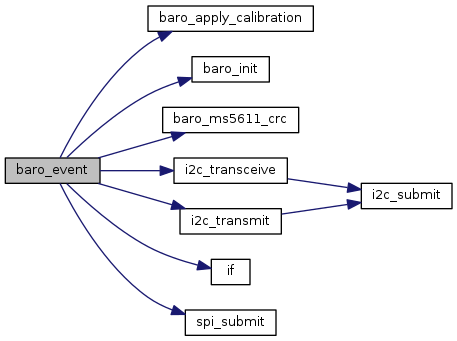 baro_apply_calibration
baro_init
baro_ms5611_crc
baro_event
i2c_transceive
i2c_submit
i2c_transmit
if
spi_submit